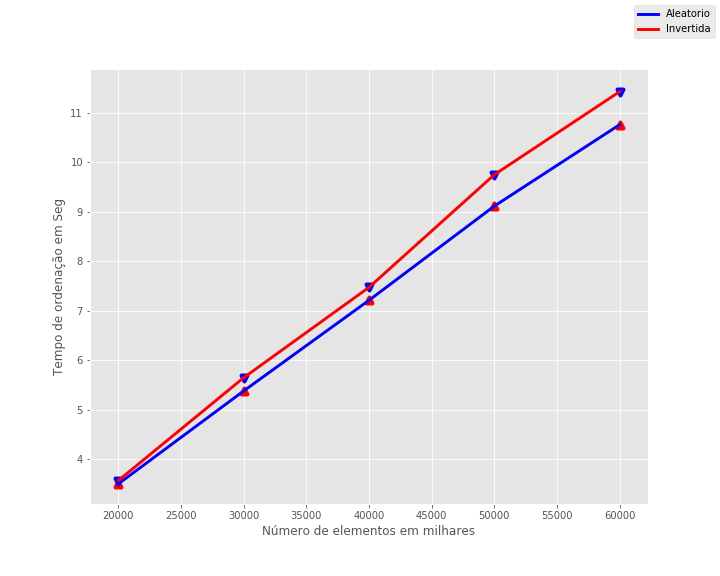 Aleatorio
Invertida
Tempo de ordenação em Seg
11
10
9
8
7
6
5
4
20000 25000 30000 35000 40000 45000 50000 55000 60000
Número de elementos em milhares